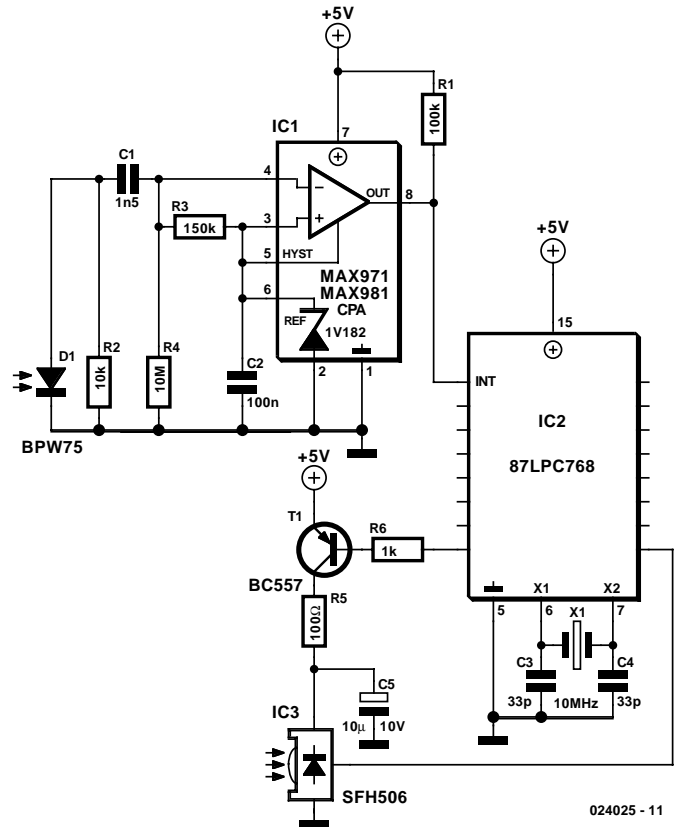 +5V
R1
100k
IC1
7
C1
1n5
4
R3
150k
3
OUT
8
5
HYST
MAX971
MAX981
CPA
6
REF
1V182
+5V
15
D1
R2
10k
R4
10M
C2
100n
2
1
BPW75
INT
IC2
87LPC768
+5V
T1
R6
1k
BC557
R5
100Ω
X1
X2
5
6
X1
7
C3
C4
33p
10MHz
33p
C5
10µ
10V
IC3
SFH506
024025 - 11